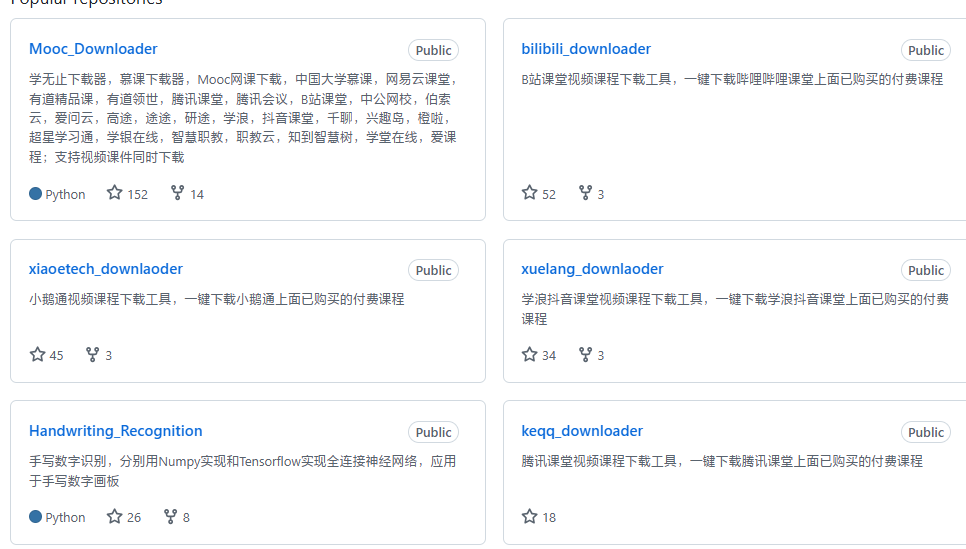 Popular repositories
Mooc_Downloader
Public
学无止下载器，慕课下载器，Mooc网课下载，中国大学慕课，网易云课堂，
有道精品课，有道领世，腾讯课堂，腾讯会议，B站课堂，中公网校，伯索
云，爱问云，高途，途途，研途，学浪，抖音课堂，千聊，兴趣岛，橙啦，
超星学习通，学银在线，智慧职教，职教云，知到智慧树，学堂在线，爱课
程；支持视频课件同时下载
Python 152 14
bilibili_downloader
Public
B站课堂视频课程下载工具，一键下载哔哩哔哩课堂上面已购买的付费课程
52 3
xiaoetech_downlaoder
Public
小鹅通视频课程下载工具，一键下载小鹅通上面已购买的付费课程
45 3
xuelang_downlaoder
Public
学浪抖音课堂视频课程下载工具，一键下载学浪抖音课堂上面已购买的付费
课程
34 3
Handwriting_Recognition
Public
手写数字识别，分别用Numpy实现和Tensorflow实现全连接神经网络，应用
于手写数字画板
Python 26 8
keqq_downloader
Public
腾讯课堂视频课程下载工具，一键下载腾讯课堂上面已购买的付费课程
18